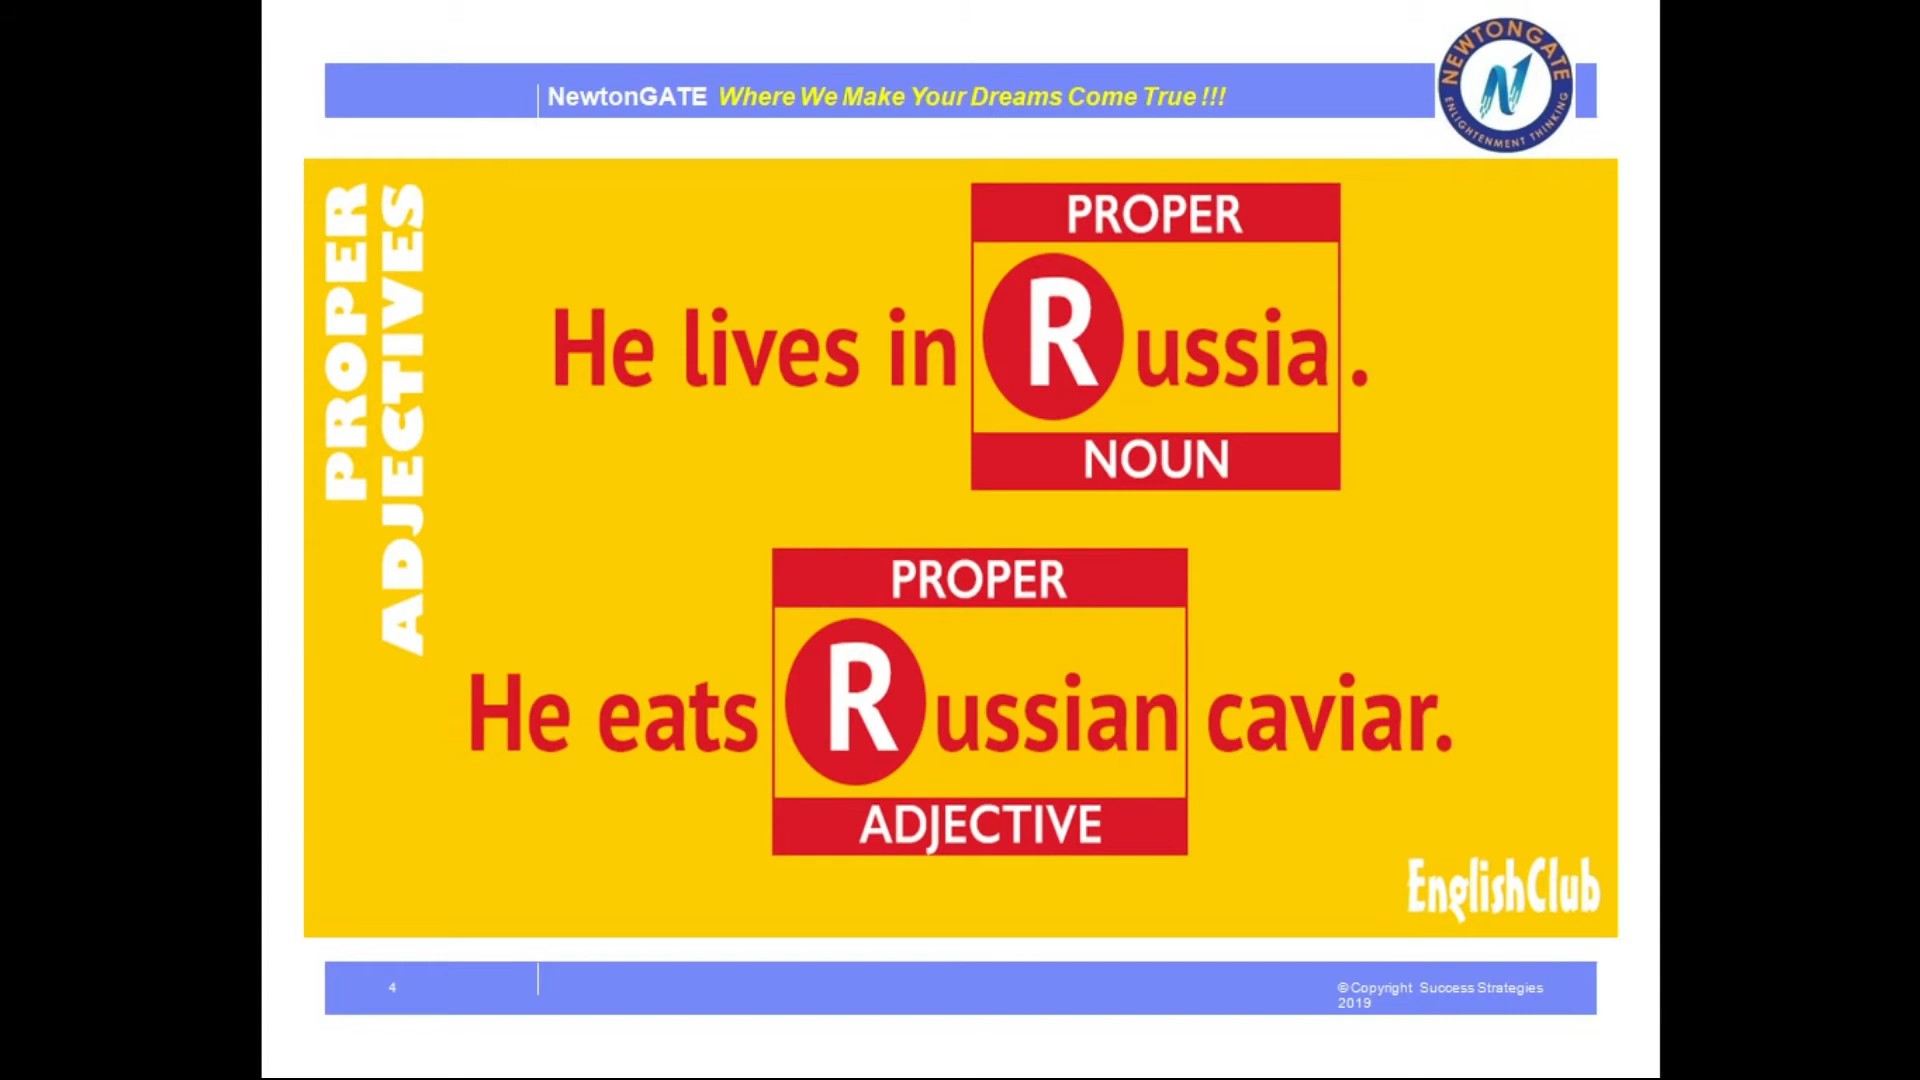 NewtonGATE Where We Make Your Dreams Come True !!!
NEWTONGATE
ENLIGHTENMENT THINKING
N
PROPER
ADJECTIVES
PROPER
He lives in Russia.
NOUN
PROPER
He eats Russian caviar.
ADJECTIVE
EnglishClub
4
© Copyright Success Strategies
2019